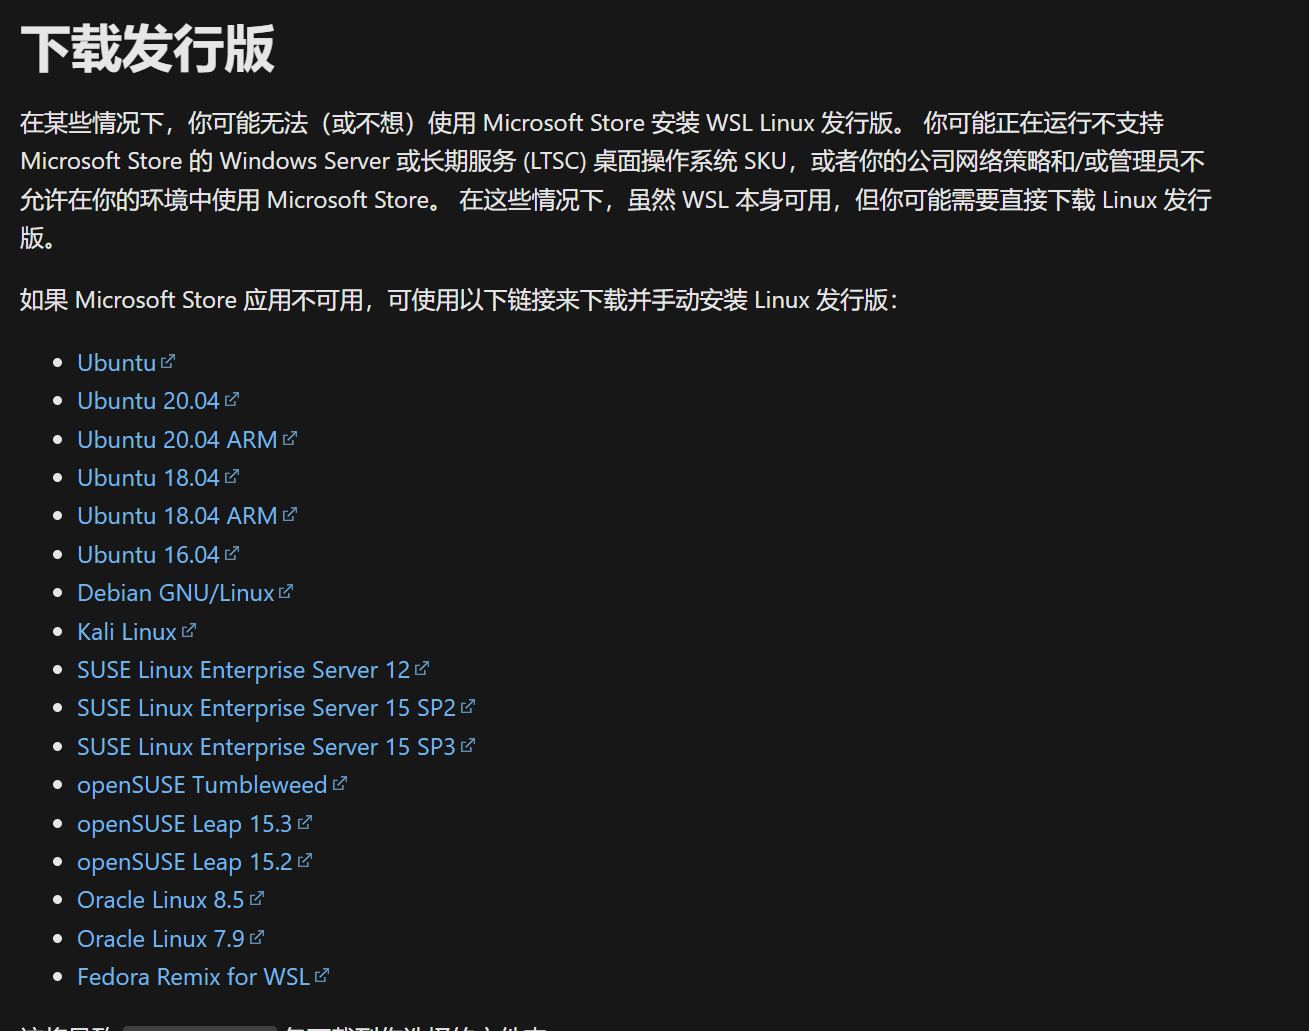 下载发行版
在某些情况下，你可能无法（或不想）使用 Microsoft Store 安装 WSL Linux 发行版。 你可能正在运行不支持
Microsoft Store 的 Windows Server 或长期服务 (LTSC) 桌面操作系统 SKU，或者你的公司网络策略和/或管理员不
允许在你的环境中使用 Microsoft Store。 在这些情况下，虽然 WSL 本身可用，但你可能需要直接下载 Linux 发行
版。
如果 Microsoft Store 应用不可用，可使用以下链接来下载并手动安装 Linux 发行版：
Ubuntu
Ubuntu 20.04
Ubuntu 20.04 ARM
Ubuntu 18.04
Ubuntu 18.04 ARM
Ubuntu 16.04
Debian GNU/Linux
Kali Linux
SUSE Linux Enterprise Server 12
SUSE Linux Enterprise Server 15 SP2
SUSE Linux Enterprise Server 15 SP3
openSUSE Tumbleweed
openSUSE Leap 15.3
openSUSE Leap 15.2
Oracle Linux 8.5
Oracle Linux 7.9
Fedora Remix for WSL